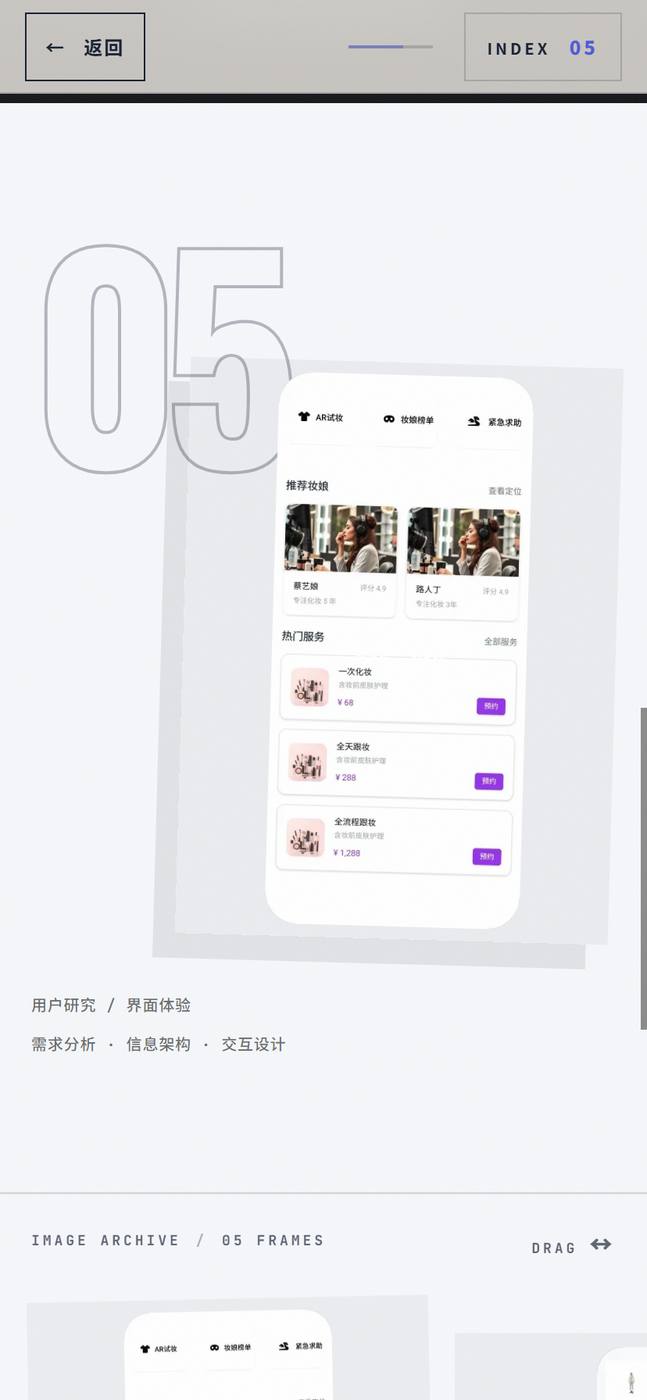 ← 返回
INDEX 05
05
AR试妆 妆娘榜单 紧急求助
推荐妆娘 查看定位
蔡艺娘 评分 4.9
专注化妆 5 年
路人丁 评分 4.9
专注化妆 3年
热门服务 全部服务
一次化妆
含妆前皮肤护理
¥ 68 预约
全天跟妆
含妆前皮肤护理
¥ 288 预约
全流程跟妆
含妆前皮肤护理
¥ 1,288 预约
用户研究 / 界面体验
需求分析 · 信息架构 · 交互设计
IMAGE ARCHIVE / 05 FRAMES
DRAG ↔
AR试妆 妆娘榜单 紧急求助